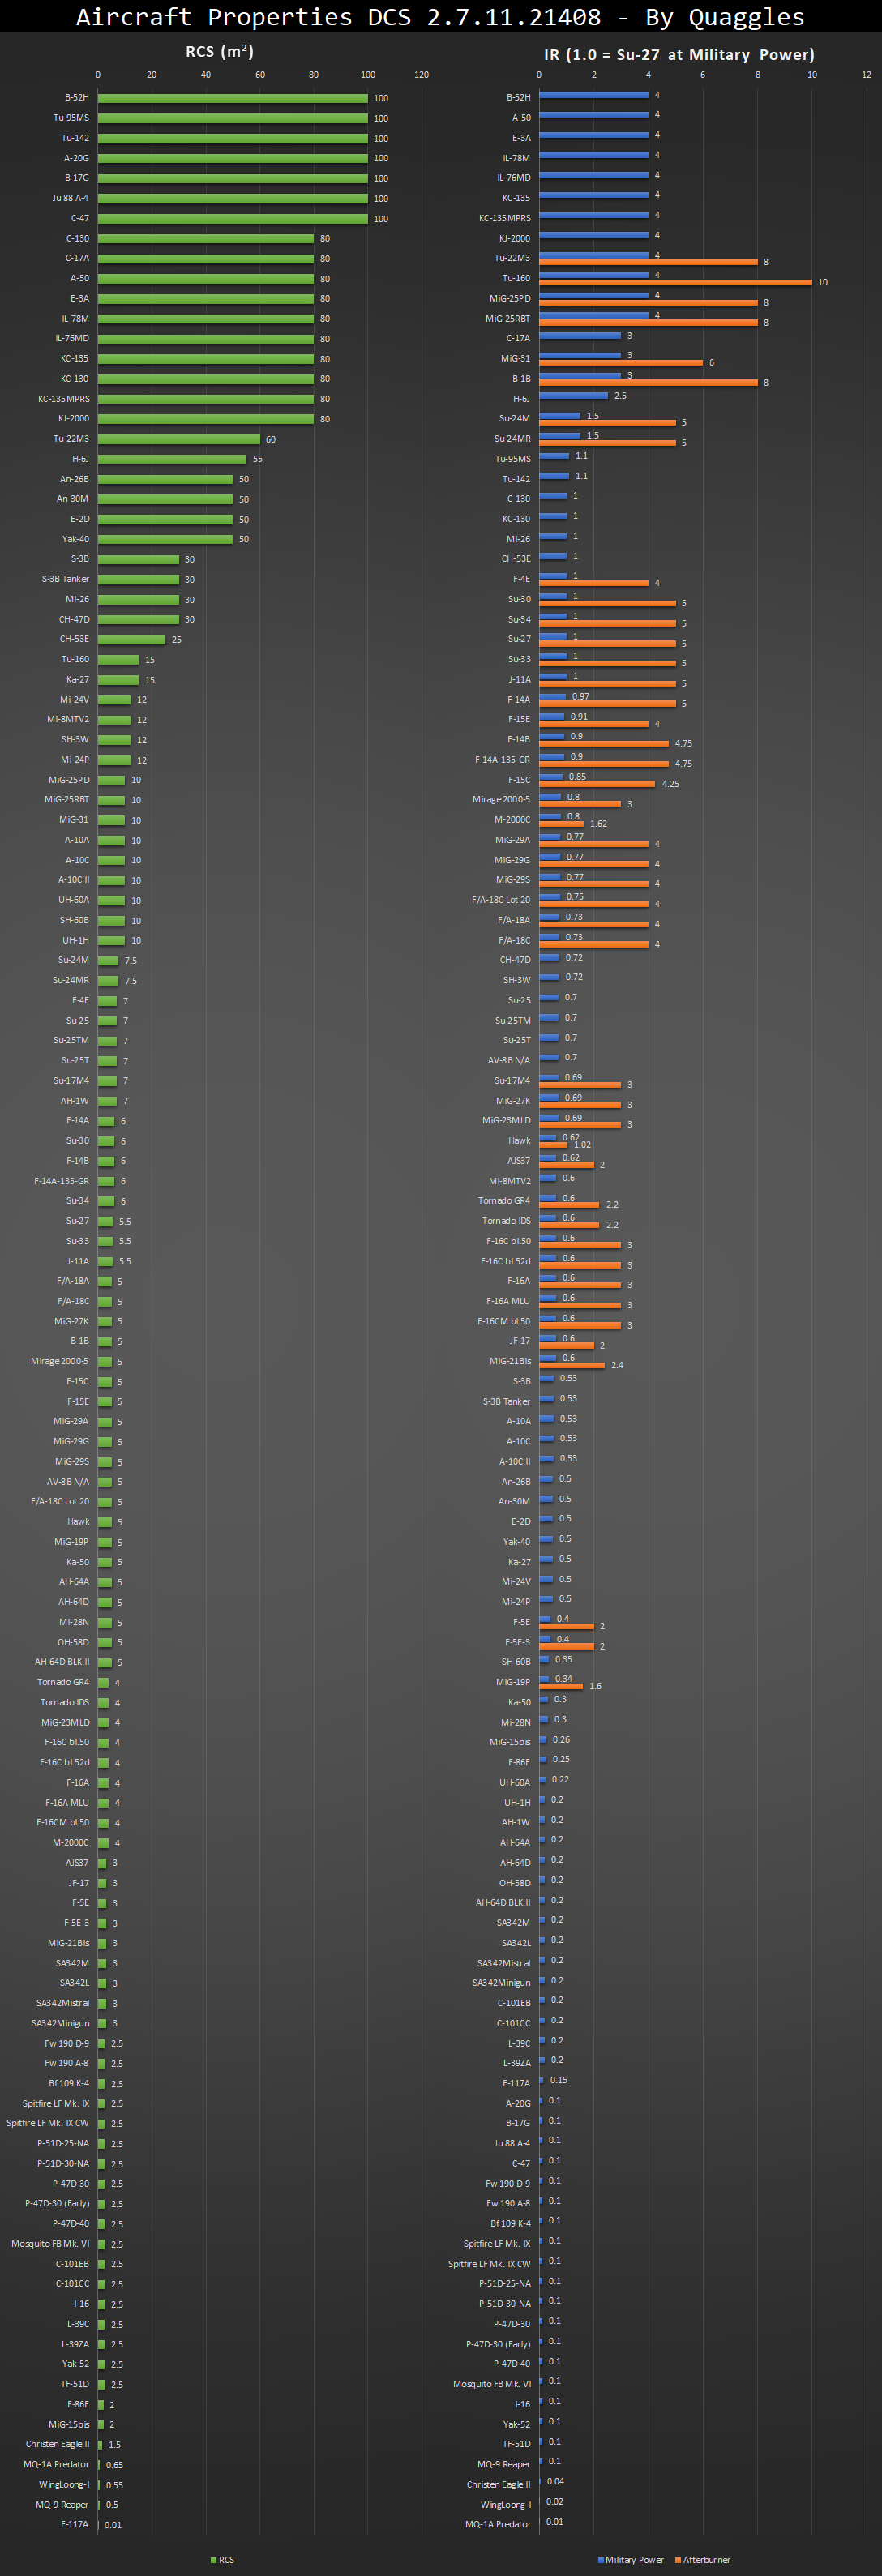 Aircraft Properties DCS 2.7.11.21408 - By Quaggles
RCS (m²)
0 20 40 60 80 100 120
B-52H 100
Tu-95MS 100
Tu-142 100
A-20G 100
B-17G 100
Ju 88 A-4 100
C-47 100
C-130 80
C-17A 80
A-50 80
E-3A 80
IL-78M 80
IL-76MD 80
KC-135 80
KC-130 80
KC-135MPRS 80
KJ-2000 80
Tu-22M3 60
H-6J 55
An-26B 50
An-30M 50
E-2D 50
Yak-40 50
S-3B 30
S-3B Tanker 30
Mi-26 30
CH-47D 30
CH-53E 25
Tu-160 15
Ka-27 15
Mi-24V 12
Mi-8MTV2 12
SH-3W 12
Mi-24P 12
MiG-25PD 10
MiG-25RBT 10
MiG-31 10
A-10A 10
A-10C 10
A-10C II 10
UH-60A 10
SH-60B 10
UH-1H 10
Su-24M 7.5
Su-24MR 7.5
F-4E 7
Su-25 7
Su-25TM 7
Su-25T 7
Su-17M4 7
AH-1W 7
F-14A 6
Su-30 6
F-14B 6
F-14A-135-GR 6
Su-34 6
Su-27 5.5
Su-33 5.5
J-11A 5.5
F/A-18A 5
F/A-18C 5
MiG-27K 5
B-1B 5
Mirage 2000-5 5
F-15C 5
F-15E 5
MiG-29A 5
MiG-29G 5
MiG-29S 5
AV-8B N/A 5
F/A-18C Lot 20 5
Hawk 5
MiG-19P 5
Ka-50 5
AH-64A 5
AH-64D 5
Mi-28N 5
OH-58D 5
AH-64D BLK.II 5
Tornado GR4 4
Tornado IDS 4
MiG-23MLD 4
F-16C bl.50 4
F-16C bl.52d 4
F-16A 4
F-16A MLU 4
F-16CM bl.50 4
M-2000C 4
AJS37 3
JF-17 3
F-5E 3
F-5E-3 3
MiG-21Bis 3
SA342M 3
SA342L 3
SA342Mistral 3
SA342Minigun 3
Fw 190 D-9 2.5
Fw 190 A-8 2.5
Bf 109 K-4 2.5
Spitfire LF Mk. IX 2.5
Spitfire LF Mk. IX CW 2.5
P-51D-25-NA 2.5
P-51D-30-NA 2.5
P-47D-30 2.5
P-47D-30 (Early) 2.5
P-47D-40 2.5
Mosquito FB Mk. VI 2.5
C-101EB 2.5
C-101CC 2.5
I-16 2.5
L-39C 2.5
L-39ZA 2.5
Yak-52 2.5
TF-51D 2.5
F-86F 2
MiG-15bis 2
Christen Eagle II 1.5
MQ-1A Predator 0.65
WingLoong-I 0.55
MQ-9 Reaper 0.5
F-117A 0.01
RCS
IR (1.0 = Su-27 at Military Power)
0 2 4 6 8 10 12
B-52H 4
A-50 4
E-3A 4
IL-78M 4
IL-76MD 4
KC-135 4
KC-135MPRS 4
KJ-2000 4
Tu-22M3 4 8
Tu-160 4 10
MiG-25PD 4 8
MiG-25RBT 4 8
C-17A 3
MiG-31 3 6
B-1B 3 8
H-6J 2.5
Su-24M 1.5 5
Su-24MR 1.5 5
Tu-95MS 1.1
Tu-142 1.1
C-130 1
KC-130 1
Mi-26 1
CH-53E 1
F-4E 1 4
Su-30 1 5
Su-34 1 5
Su-27 1 5
Su-33 1 5
J-11A 1 5
F-14A 0.97 5
F-15E 0.91 4
F-14B 0.9 4.75
F-14A-135-GR 0.9 4.75
F-15C 0.85 4.25
Mirage 2000-5 0.8 3
M-2000C 0.8 1.62
MiG-29A 0.77 4
MiG-29G 0.77 4
MiG-29S 0.77 4
F/A-18C Lot 20 0.75 4
F/A-18A 0.73 4
F/A-18C 0.73 4
CH-47D 0.72
SH-3W 0.72
Su-25 0.7
Su-25TM 0.7
Su-25T 0.7
AV-8B N/A 0.7
Su-17M4 0.69 3
MiG-27K 0.69 3
MiG-23MLD 0.69 3
Hawk 0.62 1.02
AJS37 0.62 2
Mi-8MTV2 0.6
Tornado GR4 0.6 2.2
Tornado IDS 0.6 2.2
F-16C bl.50 0.6 3
F-16C bl.52d 0.6 3
F-16A 0.6 3
F-16A MLU 0.6 3
F-16CM bl.50 0.6 3
JF-17 0.6 2
MiG-21Bis 0.6 2.4
S-3B 0.53
S-3B Tanker 0.53
A-10A 0.53
A-10C 0.53
A-10C II 0.53
An-26B 0.5
An-30M 0.5
E-2D 0.5
Yak-40 0.5
Ka-27 0.5
Mi-24V 0.5
Mi-24P 0.5
F-5E 0.4 2
F-5E-3 0.4 2
SH-60B 0.35
MiG-19P 0.34 1.6
Ka-50 0.3
Mi-28N 0.3
MiG-15bis 0.26
F-86F 0.25
UH-60A 0.22
UH-1H 0.2
AH-1W 0.2
AH-64A 0.2
AH-64D 0.2
OH-58D 0.2
AH-64D BLK.II 0.2
SA342M 0.2
SA342L 0.2
SA342Mistral 0.2
SA342Minigun 0.2
C-101EB 0.2
C-101CC 0.2
L-39C 0.2
L-39ZA 0.2
F-117A 0.15
A-20G 0.1
B-17G 0.1
Ju 88 A-4 0.1
C-47 0.1
Fw 190 D-9 0.1
Fw 190 A-8 0.1
Bf 109 K-4 0.1
Spitfire LF Mk. IX 0.1
Spitfire LF Mk. IX CW 0.1
P-51D-25-NA 0.1
P-51D-30-NA 0.1
P-47D-30 0.1
P-47D-30 (Early) 0.1
P-47D-40 0.1
Mosquito FB Mk. VI 0.1
I-16 0.1
Yak-52 0.1
TF-51D 0.1
MQ-9 Reaper 0.1
Christen Eagle II 0.04
WingLoong-I 0.02
MQ-1A Predator 0.01
Military Power Afterburner